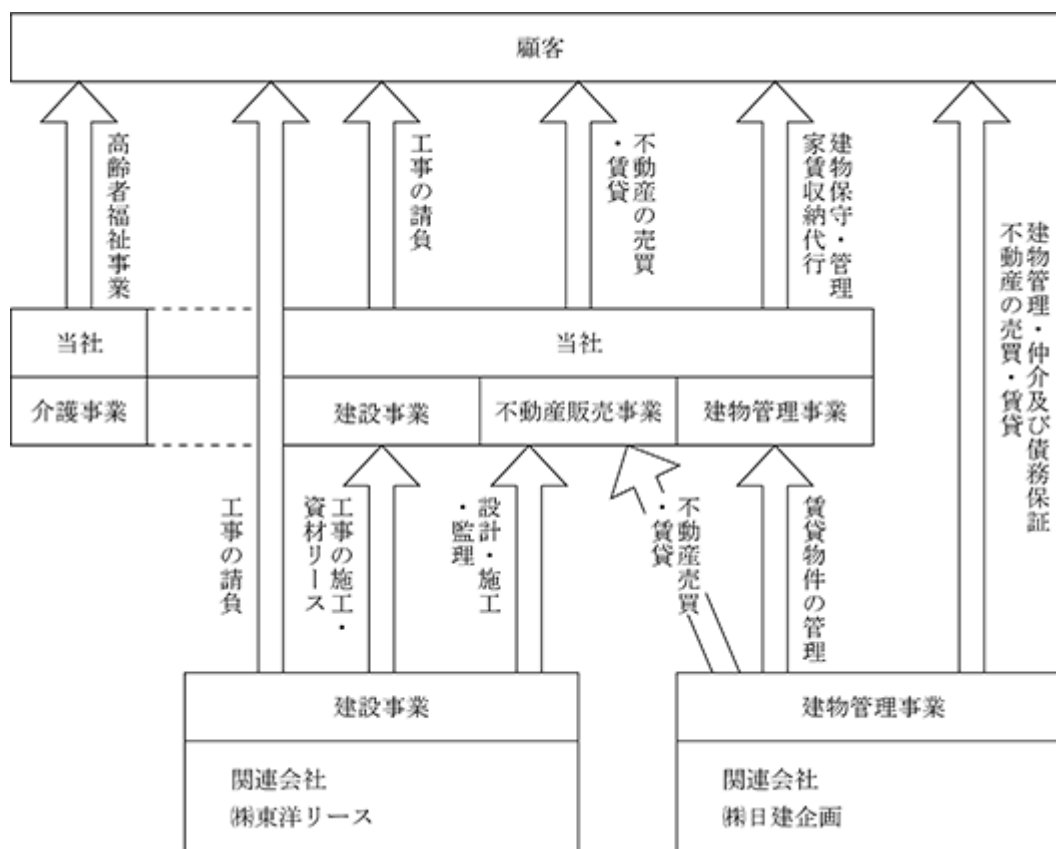 顧客
高齢者福祉事業
工事の請負
不動産の売買
・賃貸
建物保守・管理
家賃収納代行
建物管理・仲介及び債務保証
不動産の売買・賃貸
当社
当社
介護事業
建設事業
不動産販売事業
建物管理事業
工事の請負
工事の施工・
資材リース
設計・施工
・監理
不動産売買
・賃貸
賃貸物件の管理
建設事業
建物管理事業
関連会社
㈱東洋リース
関連会社
㈱日建企画